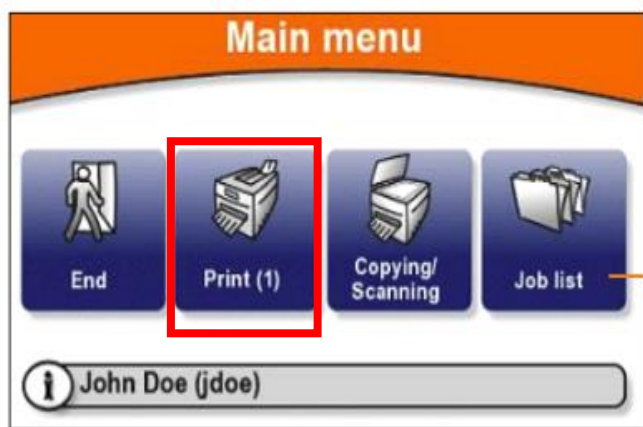 Main menu
End
Print (1)
Copying/
Scanning
Job list
John Doe (jdoe)